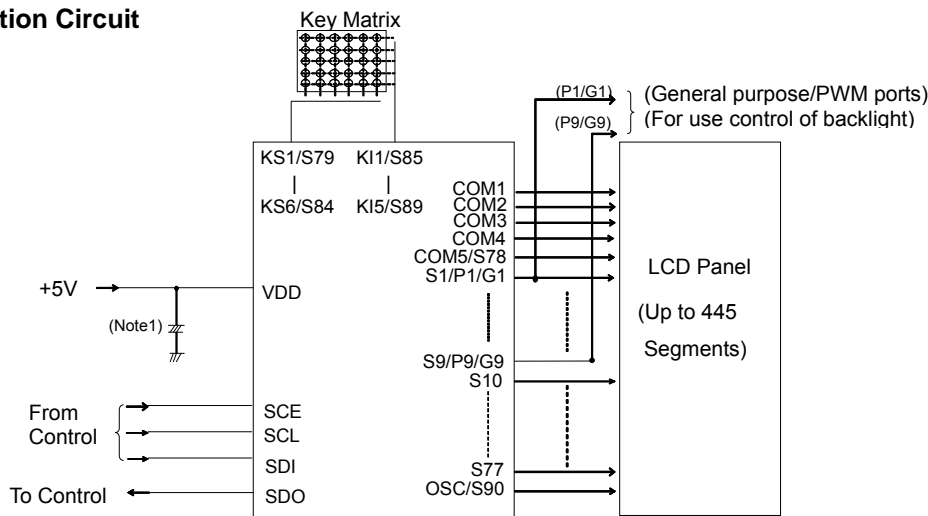 tion Circuit
Key Matrix
(P1/G1)
(General purpose/PWM ports)
(P9/G9)
(For use control of backlight)
KS1/S79
KI1/S85
KS6/S84
KI5/S89
COM1
COM2
COM3
COM4
COM5/S78
S1/P1/G1
LCD Panel
(Up to 445
Segments)
+5V
VDD
(Note1)
S9/P9/G9
S10
From
Control
SCE
SCL
SDI
S77
OSC/S90
To Control
SDO